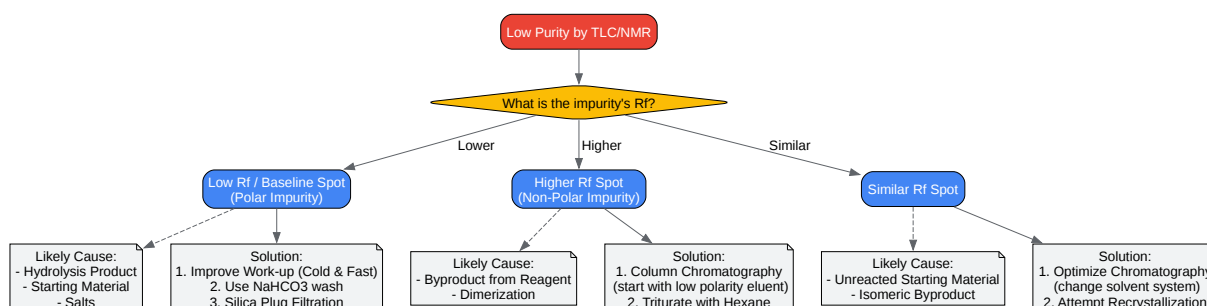 Low Purity by TLC/NMR
What is the impurity's Rf?
Lower
Higher
Similar
Low Rf / Baseline Spot
(Polar Impurity)
Higher Rf Spot
(Non-Polar Impurity)
Similar Rf Spot
Likely Cause:
- Hydrolysis Product
- Starting Material
- Salts
Solution:
1. Improve Work-up (Cold & Fast)
2. Use NaHCO3 wash
3. Silica Plug Filtration
Likely Cause:
- Byproduct from Reagent
- Dimerization
Solution:
1. Column Chromatography
(start with low polarity eluent)
2. Triturate with Hexane
Likely Cause:
- Unreacted Starting Material
- Isomeric Byproduct
Solution:
1. Optimize Chromatography
(change solvent system)
2. Attempt Recrystallization